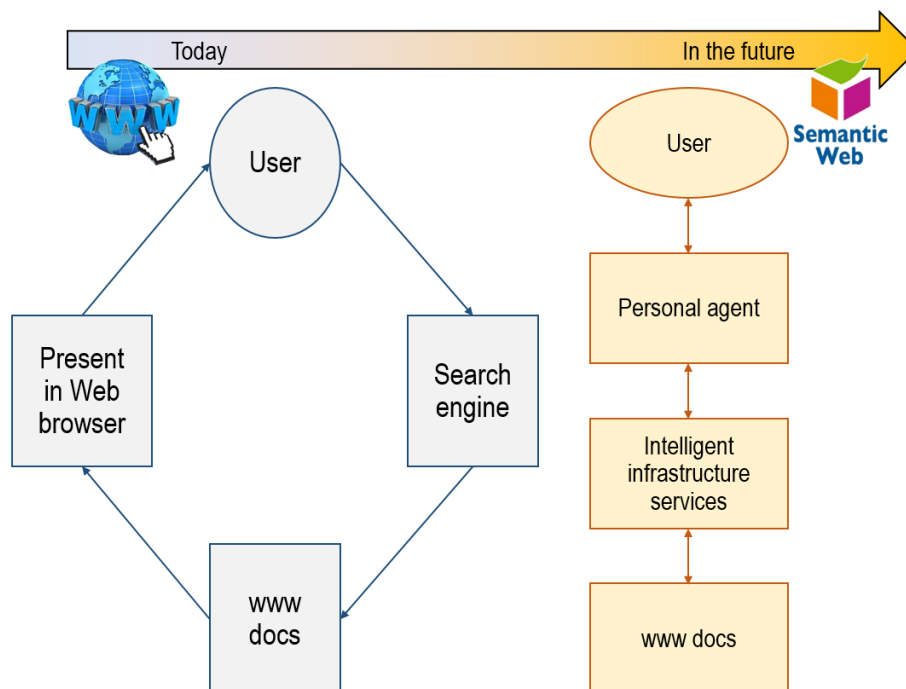 Today
In the future
WWW
Semantic
Web
User
User
Personal agent
Present
in Web
browser
Search
engine
Intelligent
infrastructure
services
www
docs
www docs